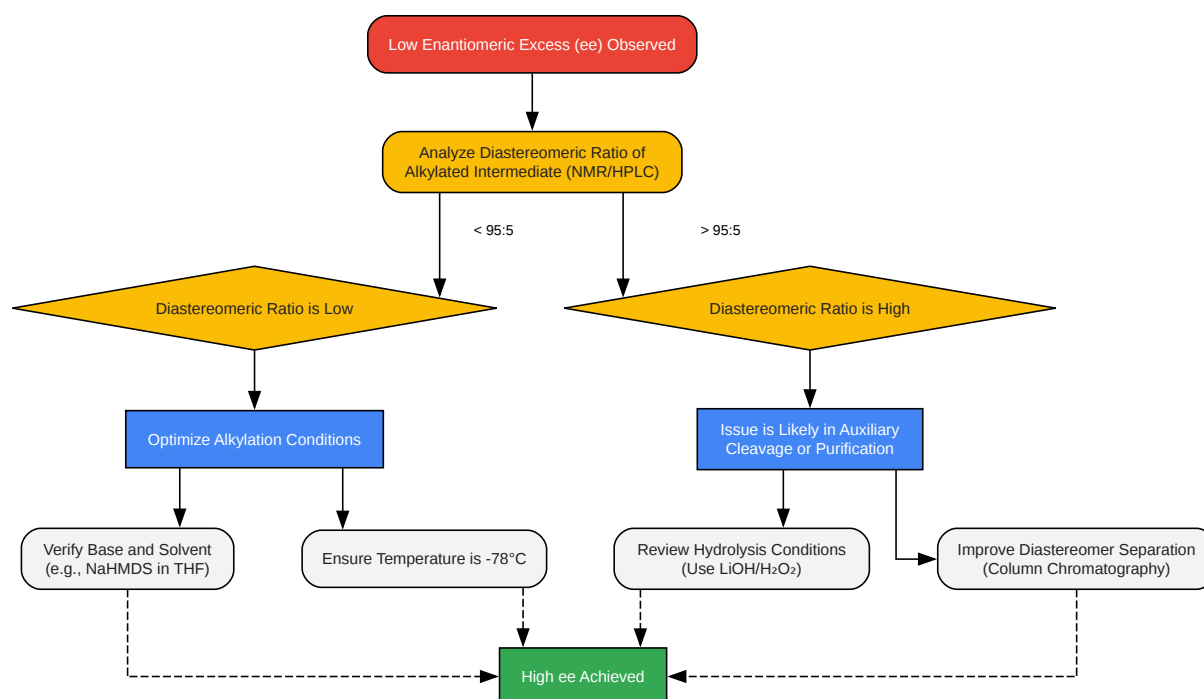 Low Enantiomeric Excess (ee) Observed
Analyze Diastereomeric Ratio of
Alkylated Intermediate (NMR/HPLC)
< 95:5
> 95:5
Diastereomeric Ratio is Low
Diastereomeric Ratio is High
Optimize Alkylation Conditions
Issue is Likely in Auxiliary
Cleavage or Purification
Verify Base and Solvent
(e.g., NaHMDS in THF)
Ensure Temperature is -78°C
Review Hydrolysis Conditions
(Use LiOH/H₂O₂)
Improve Diastereomer Separation
(Column Chromatography)
High ee Achieved